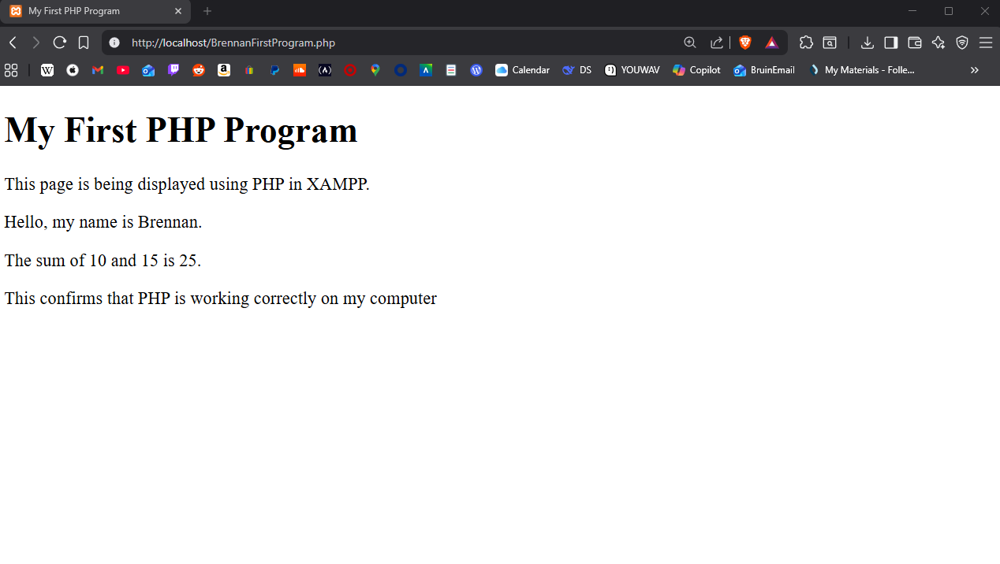 My First PHP Program
http://localhost/BrennanFirstProgram.php
Calendar DS YOUWAV Copilot BruinEmail My Materials - Folle...
My First PHP Program
This page is being displayed using PHP in XAMPP.
Hello, my name is Brennan.
The sum of 10 and 15 is 25.
This confirms that PHP is working correctly on my computer